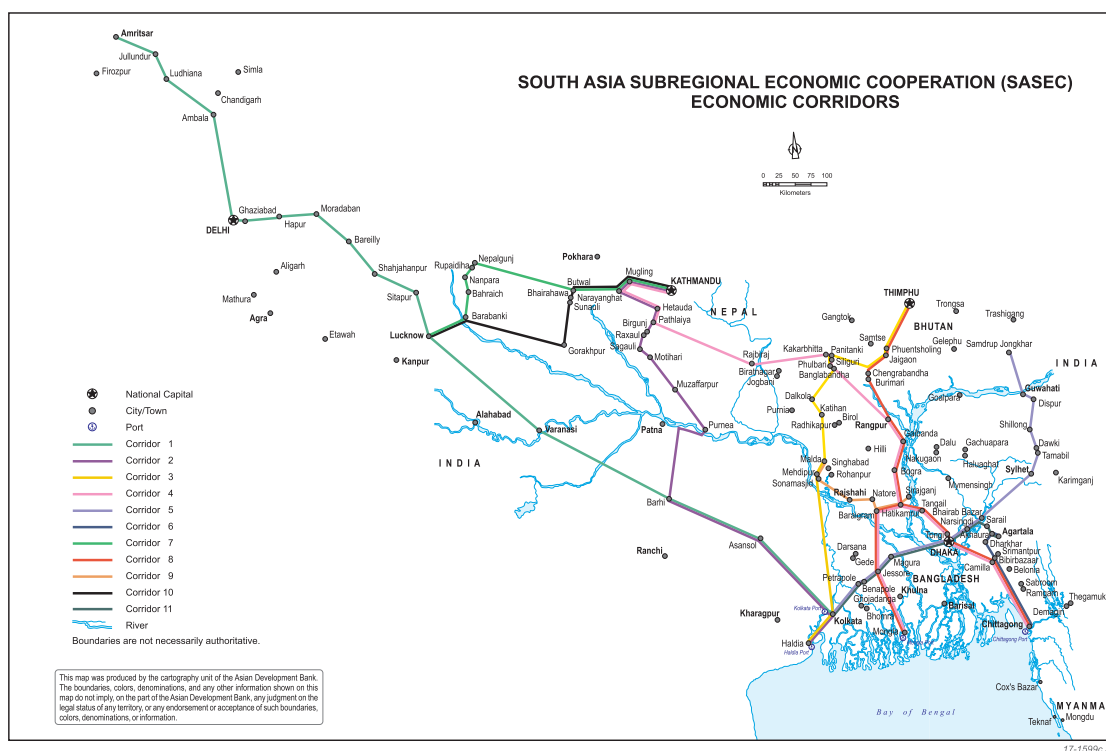 SOUTH ASIA SUBREGIONAL ECONOMIC COOPERATION (SASEC)
ECONOMIC CORRIDORS
N
0 25 50 75 100
Kilometers
Amritsar
Jullundur
Firozpur
Ludhiana
Simla
Chandigarh
Ambala
Ghaziabad
DELHI
Hapur
Moradaban
Bareilly
Shahjahanpur
Aligarh
Mathura
Agra
Etawah
Sitapur
Lucknow
Kanpur
Nepalgunj
Rupaidiha
Nanpara
Bahraich
Barabanki
Pokhara
Butwal
Bhairahawa
Sunauli
Gorakhpur
Mugling
Narayanghat
KATHMANDU
Hetauda
Pathlaiya
Birgunj
Raxaul
Sagauli
Motihari
Muzaffarpur
NEPAL
Rajbiraj
Biratnagar
Jogbani
Kakarbhitta
Panitanki
Phulbari
Siliguri
Banglabandha
Gangtok
Samtse
THIMPHU
BHUTAN
Phuentsholing
Jaigaon
Chengrabandha
Burimari
Trongsa
Trashigang
Gelephu
Samdrup Jongkhar
INDIA
Guwahati
Goalpara
Dispur
Shillong
Dawki
Tamabil
Sylhet
Karimganj
Dalkola
Purnia
Katihan
Radhikapur
Birol
Rangpur
Gaibanda
Hilli
Nakugaon
Dalu
Gachuapara
Haluaghat
Mymensingh
Bogra
Malda
Mehdipur
Sonamasjid
Singhabad
Rohanpur
Rajshahi
Natore
Sirajganj
Hatikamrul
Tangail
Baraigram
Bhairab Bazar
Narsingdi
Sarail
Tongi
Akhaura
Agartala
DHAKA
Dharkhar
Srimantpur
Bibirbazaar
Camilla
Belonia
Sabroom
Ramgarh
Demagiri
Thegamukh
Chittagong
Chittagong Port
Cox's Bazar
Teknaf
Mongdu
MYANMA
Alahabad
Varanasi
INDIA
Patna
Purnea
Barhi
Asansol
Ranchi
Kharagpur
Darsana
Gede
Petrapole
Benapole
Jessore
Magura
BANGLADESH
Khulna
Barisal
Ghojadanga
Bhomra
Mongla
Kolkata Port
Kolkata
Haldia
Haldia Port
Bay of Bengal
National Capital
City/Town
Port
Corridor 1
Corridor 2
Corridor 3
Corridor 4
Corridor 5
Corridor 6
Corridor 7
Corridor 8
Corridor 9
Corridor 10
Corridor 11
River
Boundaries are not necessarily authoritative.
This map was produced by the cartography unit of the Asian Development Bank.
The boundaries, colors, denominations, and any other information shown on this
map do not imply, on the part of the Asian Development Bank, any judgment on the
legal status of any territory, or any endorsement or acceptance of such boundaries,
colors, denominations, or information.